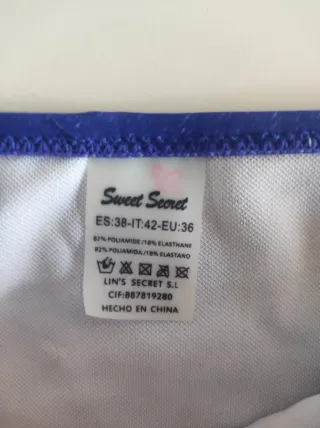 Sweet Secret
ES:38-IT:42-EU:36
82% POLIAMIDE/18% ELASTHANE
82% POLIAMIDA/18% ELASTANO
LIN'S SECRET S.L
CIF:B87819280
HECHO EN CHINA